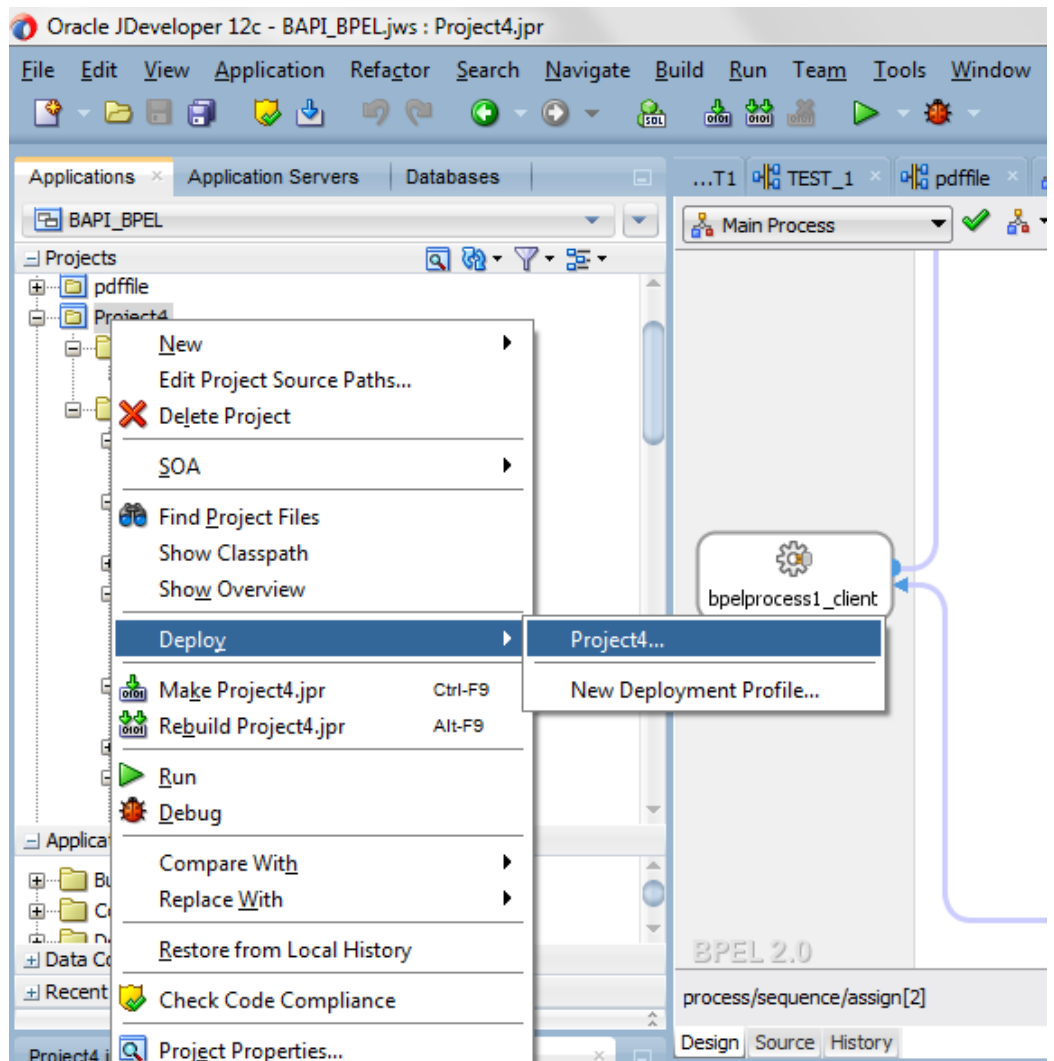 Oracle JDeveloper 12c - BAPI_BPEL.jws : Project4.jpr
File Edit View Application Refactor Search Navigate Build Run Team Tools Window
Applications Application Servers Databases
...T1 TEST_1 pdffile
BAPI_BPEL
Main Process
Projects
pdffile
Project4
New
Edit Project Source Paths...
Delete Project
SOA
Find Project Files
Show Classpath
Show Overview
bpelprocess1_client
Deploy
Project4...
Make Project4.jpr Ctrl-F9
New Deployment Profile...
Rebuild Project4.jpr Alt-F9
Run
Debug
Compare With
Replace With
Restore from Local History
BPEL 2.0
Data Co
Recent
Check Code Compliance
process/sequence/assign[2]
Project Properties...
Design Source History